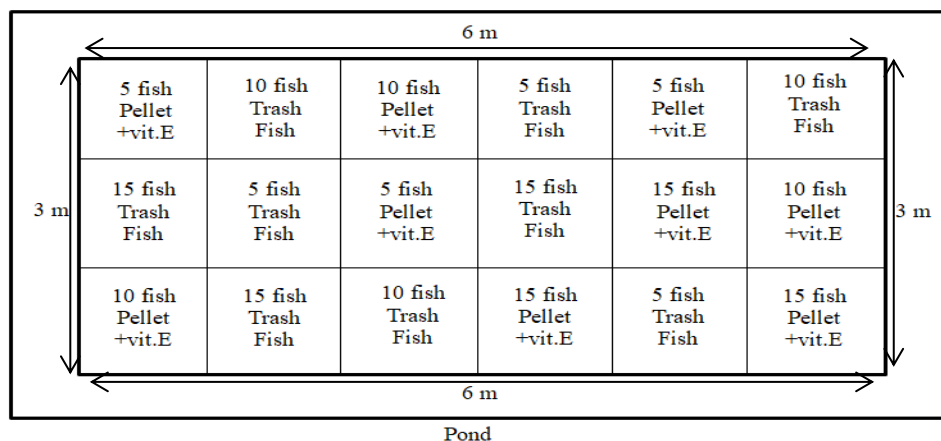 6 m
5 fish
Pellet
+vit.E
10 fish
Trash
Fish
10 fish
Pellet
+vit.E
5 fish
Trash
Fish
5 fish
Pellet
+vit.E
10 fish
Trash
Fish
3 m
15 fish
Trash
Fish
5 fish
Trash
Fish
5 fish
Pellet
+vit.E
15 fish
Trash
Fish
15 fish
Pellet
+vit.E
10 fish
Pellet
+vit.E
3 m
10 fish
Pellet
+vit.E
15 fish
Trash
Fish
10 fish
Trash
Fish
15 fish
Pellet
+vit.E
5 fish
Trash
Fish
15 fish
Pellet
+vit.E
6 m
Pond